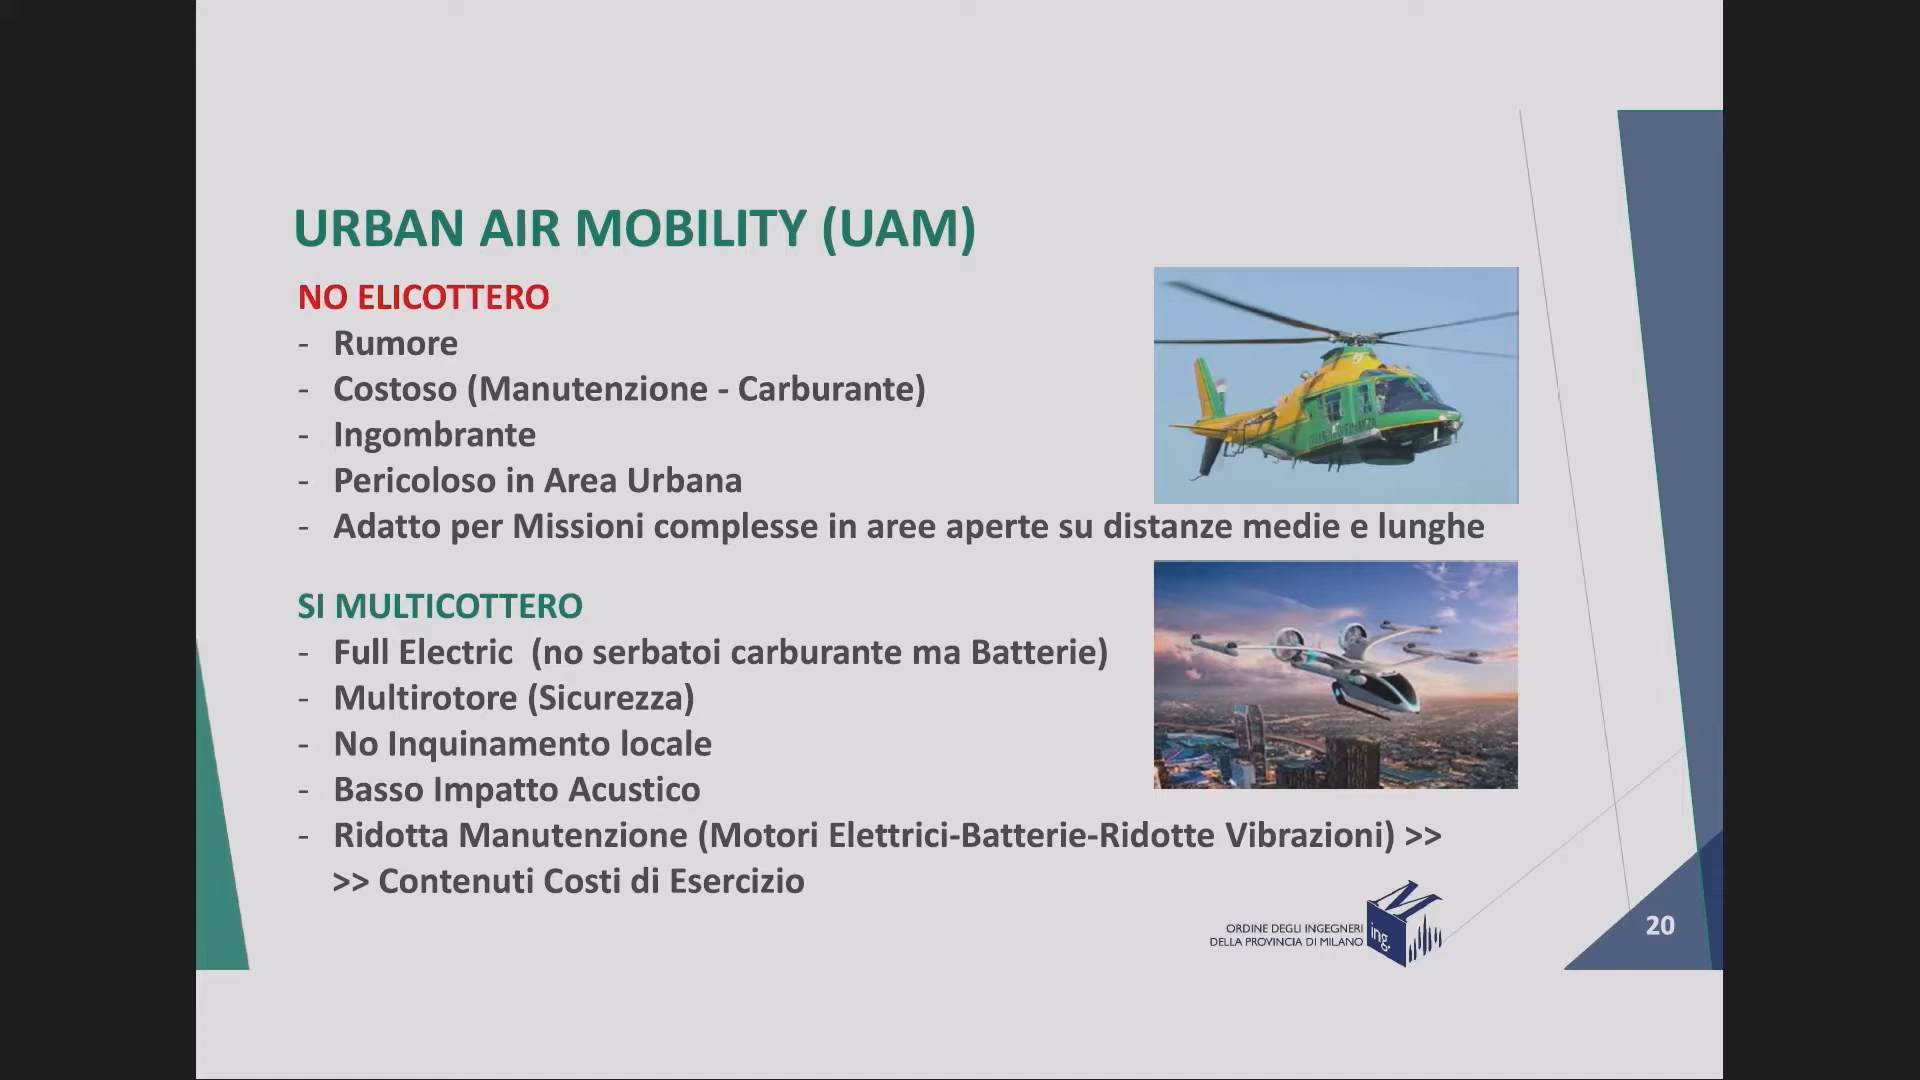 URBAN AIR MOBILITY (UAM)
NO ELICOTTERO
- Rumore
- Costoso (Manutenzione - Carburante)
- Ingombrante
- Pericoloso in Area Urbana
- Adatto per Missioni complesse in aree aperte su distanze medie e lunghe
SI MULTICOTTERO
- Full Electric (no serbatoi carburante ma Batterie)
- Multirotore (Sicurezza)
- No Inquinamento locale
- Basso Impatto Acustico
- Ridotta Manutenzione (Motori Elettrici-Batterie-Ridotte Vibrazioni) >>
>> Contenuti Costi di Esercizio
ORDINE DEGLI INGEGNERI
DELLA PROVINCIA DI MILANO
ing.
20